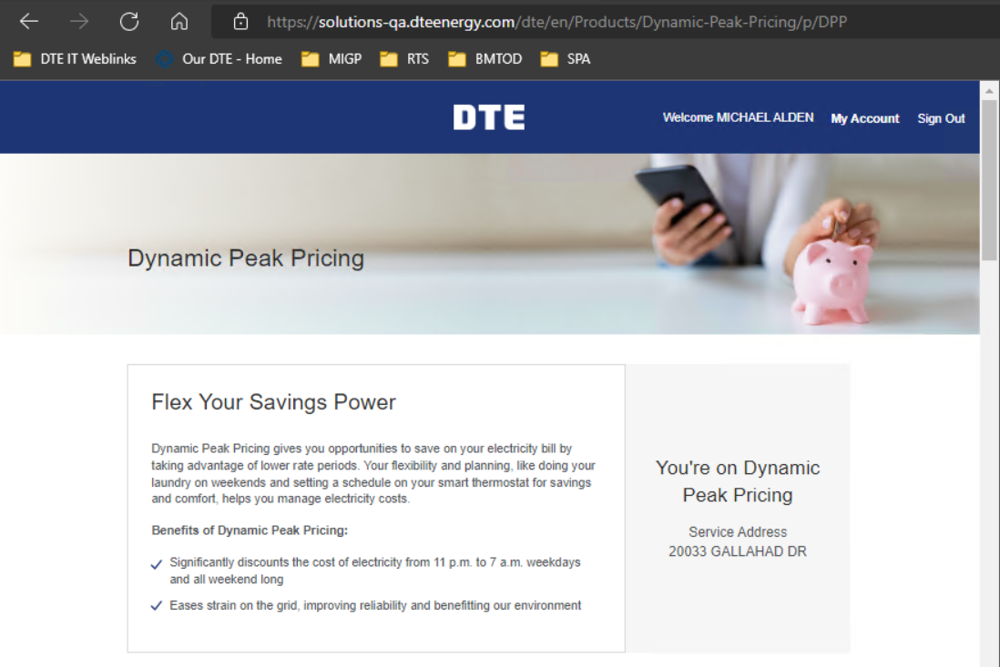 https://solutions-qa.dteenergy.com/dte/en/Products/Dynamic-Peak-Pricing/p/DPP
DTE IT Weblinks Our DTE - Home MIGP RTS BMTOD SPA
DTE Welcome MICHAEL ALDEN My Account Sign Out
Dynamic Peak Pricing
Flex Your Savings Power
Dynamic Peak Pricing gives you opportunities to save on your electricity bill by
taking advantage of lower rate periods. Your flexibility and planning, like doing your
laundry on weekends and setting a schedule on your smart thermostat for savings
and comfort, helps you manage electricity costs.
Benefits of Dynamic Peak Pricing:
Significantly discounts the cost of electricity from 11 p.m. to 7 a.m. weekdays
and all weekend long
Eases strain on the grid, improving reliability and benefitting our environment
You're on Dynamic
Peak Pricing
Service Address
20033 GALLAHAD DR